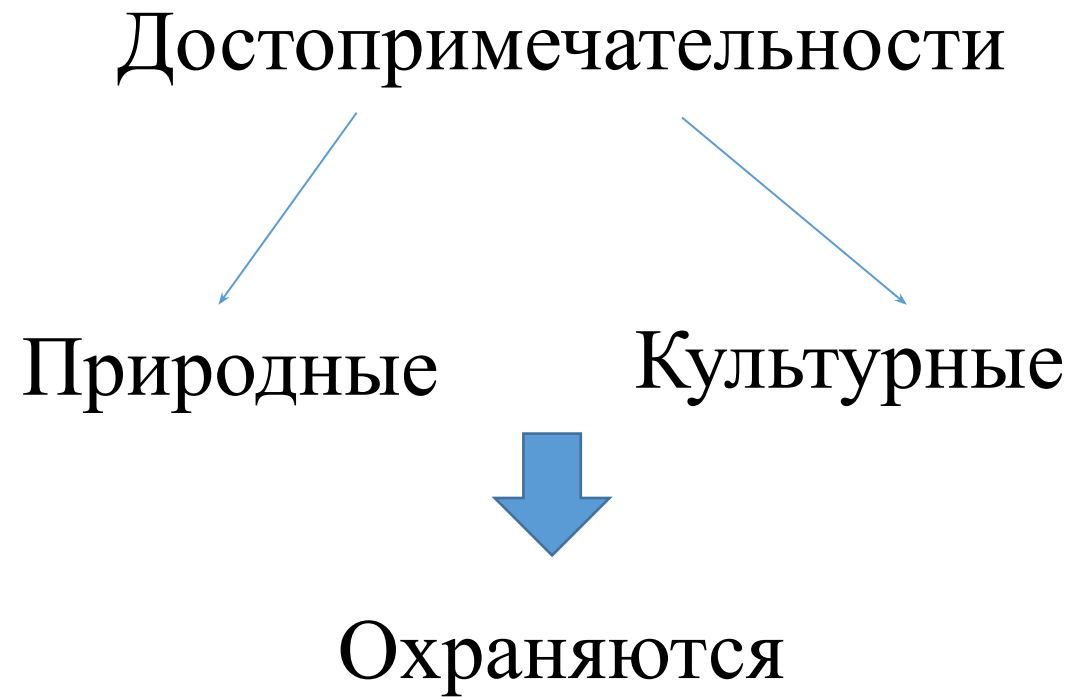 Достопримечательности
Природные
Культурные
Охраняются